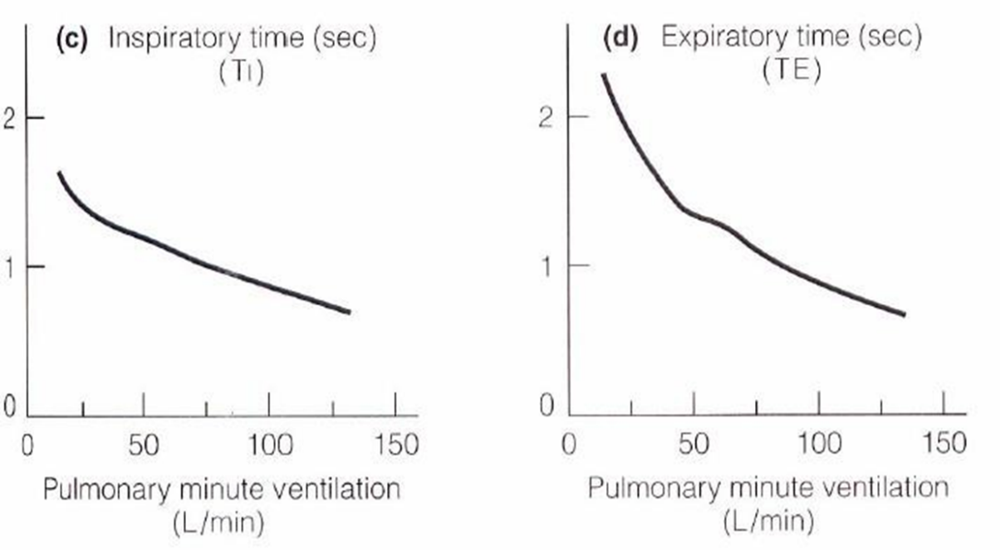 (c) Inspiratory time (sec)
(TI)
2
1
0
0 50 100 150
Pulmonary minute ventilation
(L/min)
(d) Expiratory time (sec)
(TE)
2
1
0
0 50 100 150
Pulmonary minute ventilation
(L/min)